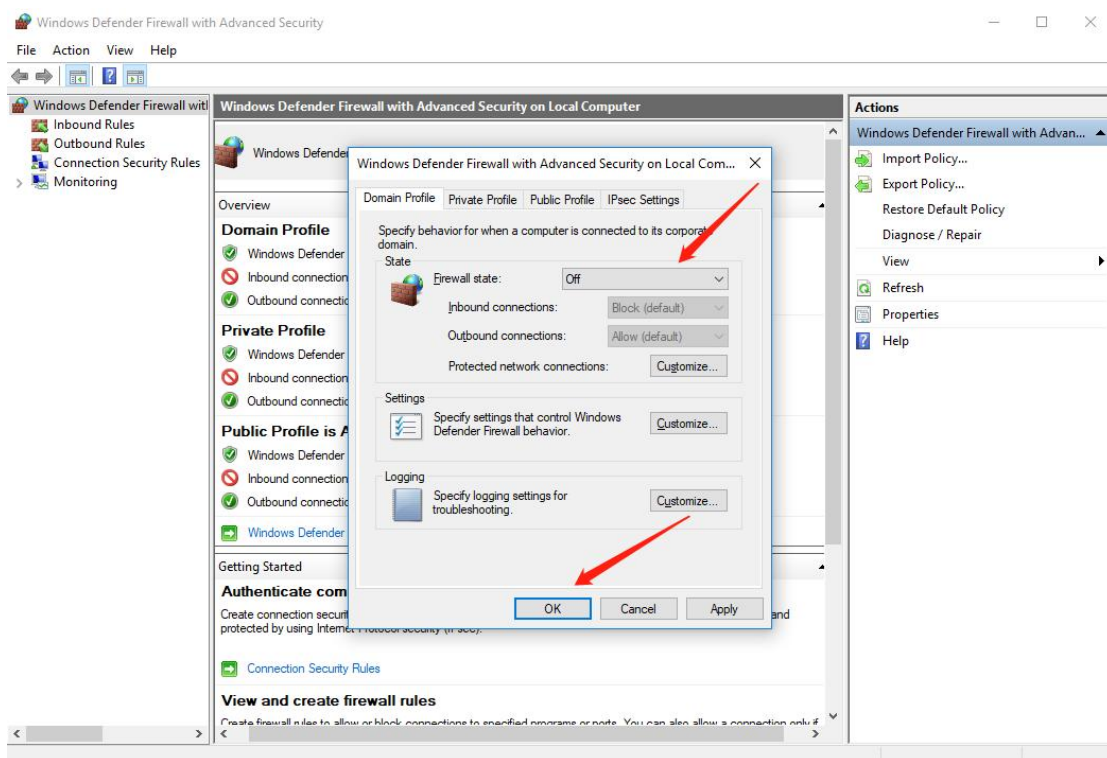 Windows Defender Firewall with Advanced Security
File Action View Help
Windows Defender Firewall with Advanced Security on Local Computer
Windows Defender Firewall witl
Inbound Rules
Outbound Rules
Connection Security Rules
Monitoring
Windows Defender
Overview
Domain Profile
Windows Defender
Inbound connection
Outbound connectic
Private Profile
Windows Defender
Inbound connection
Outbound connectic
Public Profile is A
Windows Defender
Inbound connection
Outbound connectic
Windows Defender
Getting Started
Authenticate com
Create connection securit
and
protected by using Internet Protocol security (IPsec).
Connection Security Rules
View and create firewall rules
Create firewall rules to allow or block connections to specified programs or ports. You can also allow a connection only if
Windows Defender Firewall with Advanced Security on Local Com...
Domain Profile Private Profile Public Profile IPsec Settings
Specify behavior for when a computer is connected to its corporate
domain.
State
Firewall state: Off
Inbound connections: Block (default)
Outbound connections: Allow (default)
Protected network connections: Customize...
Settings
Specify settings that control Windows
Defender Firewall behavior.
Customize...
Logging
Specify logging settings for
troubleshooting.
Customize...
OK Cancel Apply
Actions
Windows Defender Firewall with Advan...
Import Policy...
Export Policy...
Restore Default Policy
Diagnose / Repair
View
Refresh
Properties
Help